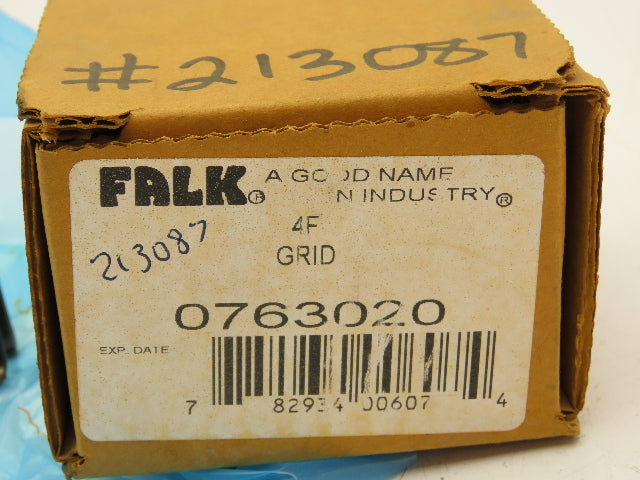 #213087
FALK® A GOOD NAME
IN INDUSTRY®
213087
4F
GRID
0763020
EXP. DATE
7 82934 00607 4